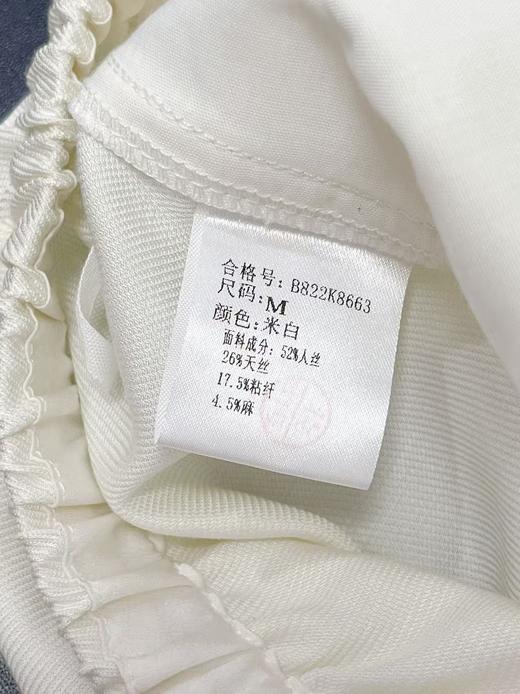 合格号: B822K8663
尺码: M
颜色: 米白
面料成分: 52%人丝
26%天丝
17.5%粘纤
4.5%麻